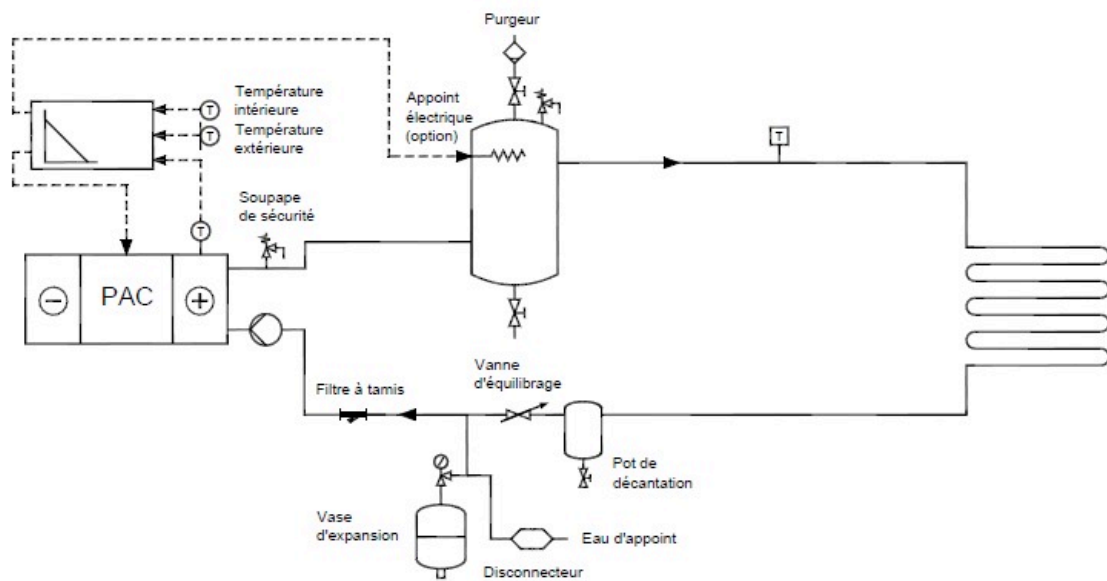 Purgeur
Température
intérieure
Température
extérieure
T
T
Appoint
électrique
(option)
T
Soupape
de sécurité
T
PAC
Vanne
d'équilibrage
Filtre à tamis
Pot de
décantation
Vase
d'expansion
Eau d'appoint
Disconnecteur